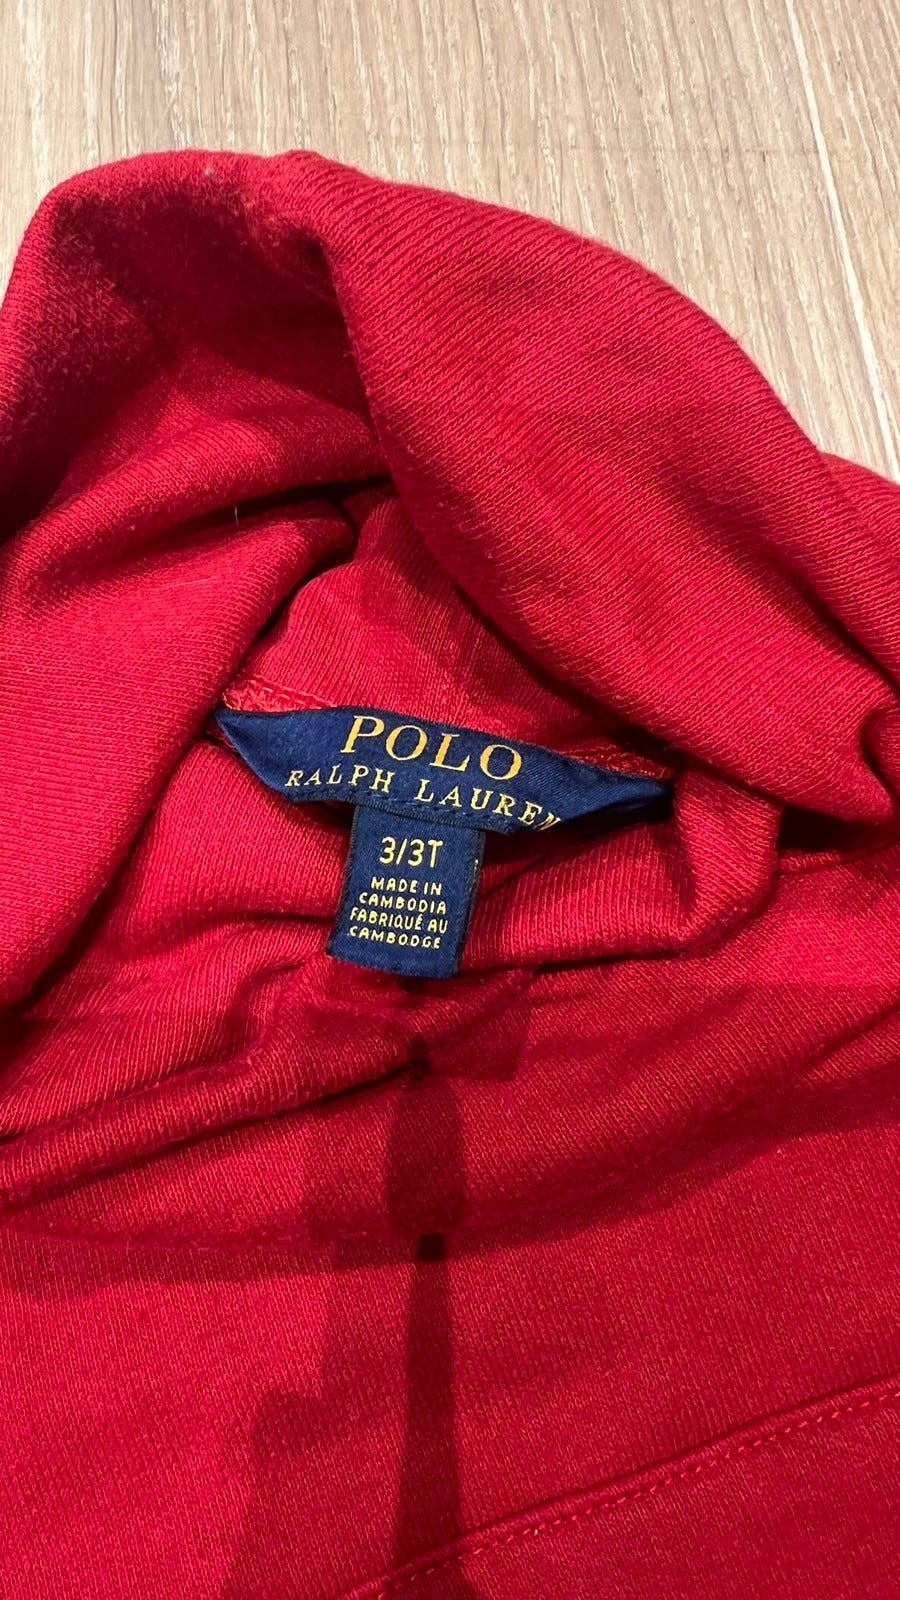 POLO
RALPH LAUREN
3/3T
MADE IN
CAMBODIA
FABRIQUÉ AU
CAMBODGE